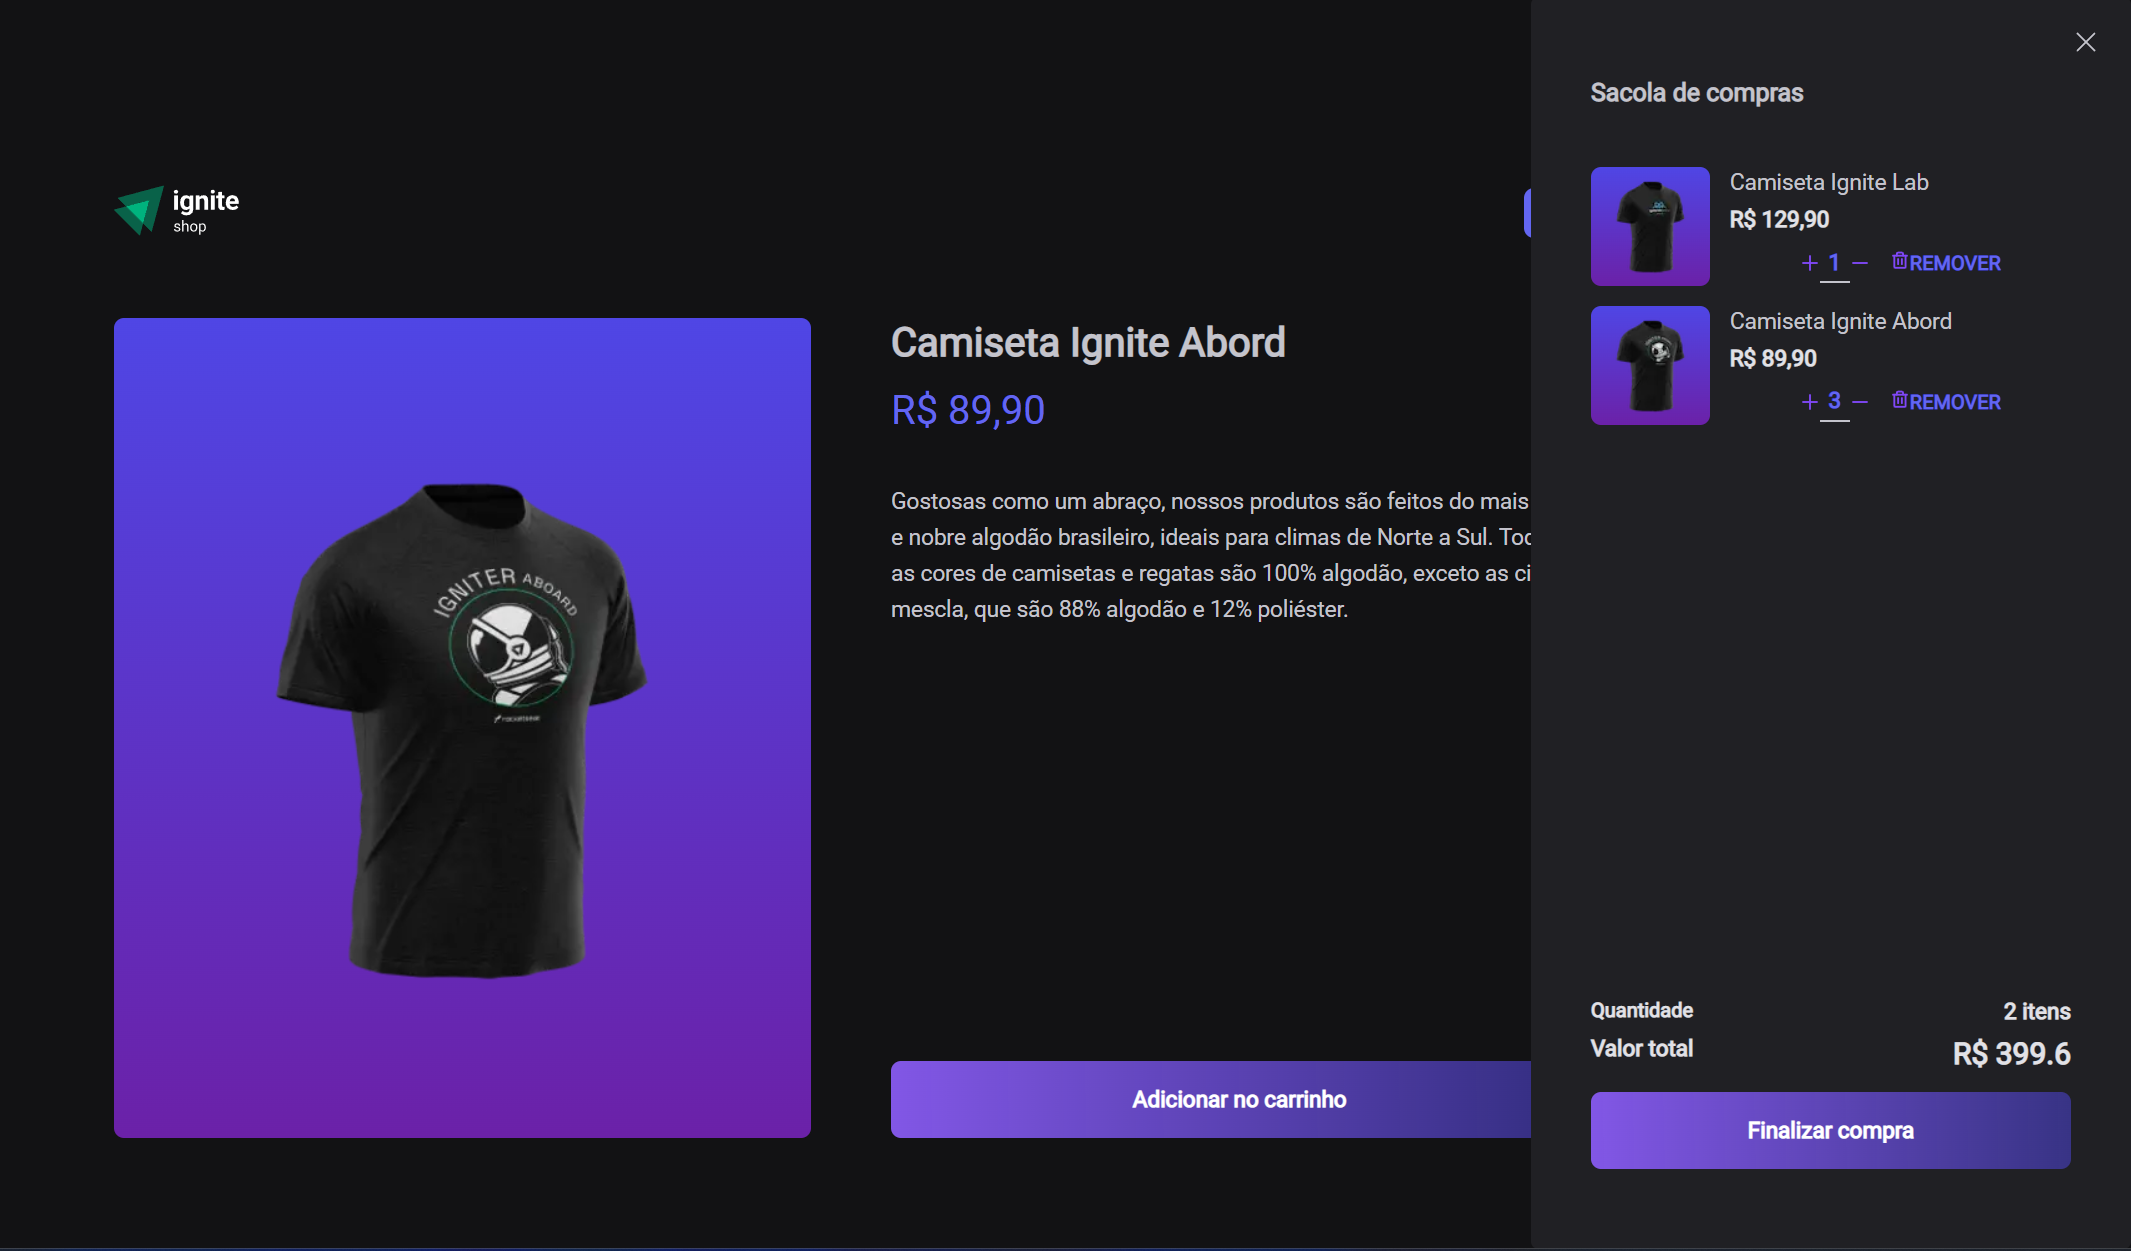 ignite
shop
IGNITER ABOARD
Camiseta Ignite Abord
R$ 89,90
Gostosas como um abraço, nossos produtos são feitos do mais
e nobre algodão brasileiro, ideais para climas de Norte a Sul. Toc
as cores de camisetas e regatas são 100% algodão, exceto as ci
mescla, que são 88% algodão e 12% poliéster.
Adicionar no carrinho
Sacola de compras
Camiseta Ignite Lab
R$ 129,90
+ 1 − REMOVER
Camiseta Ignite Abord
R$ 89,90
+ 3 − REMOVER
Quantidade 2 itens
Valor total R$ 399.6
Finalizar compra